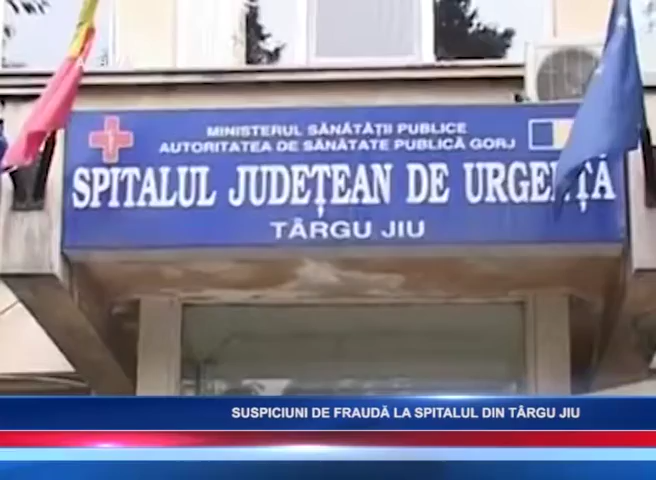 MINISTERUL SĂNĂTĂȚII PUBLICE
AUTORITATEA DE SĂNĂTATE PUBLICĂ GORJ
SPITALUL JUDEȚEAN DE URGENȚĂ
TÂRGU JIU
SUSPICIUNI DE FRAUDĂ LA SPITALUL DIN TÂRGU JIU